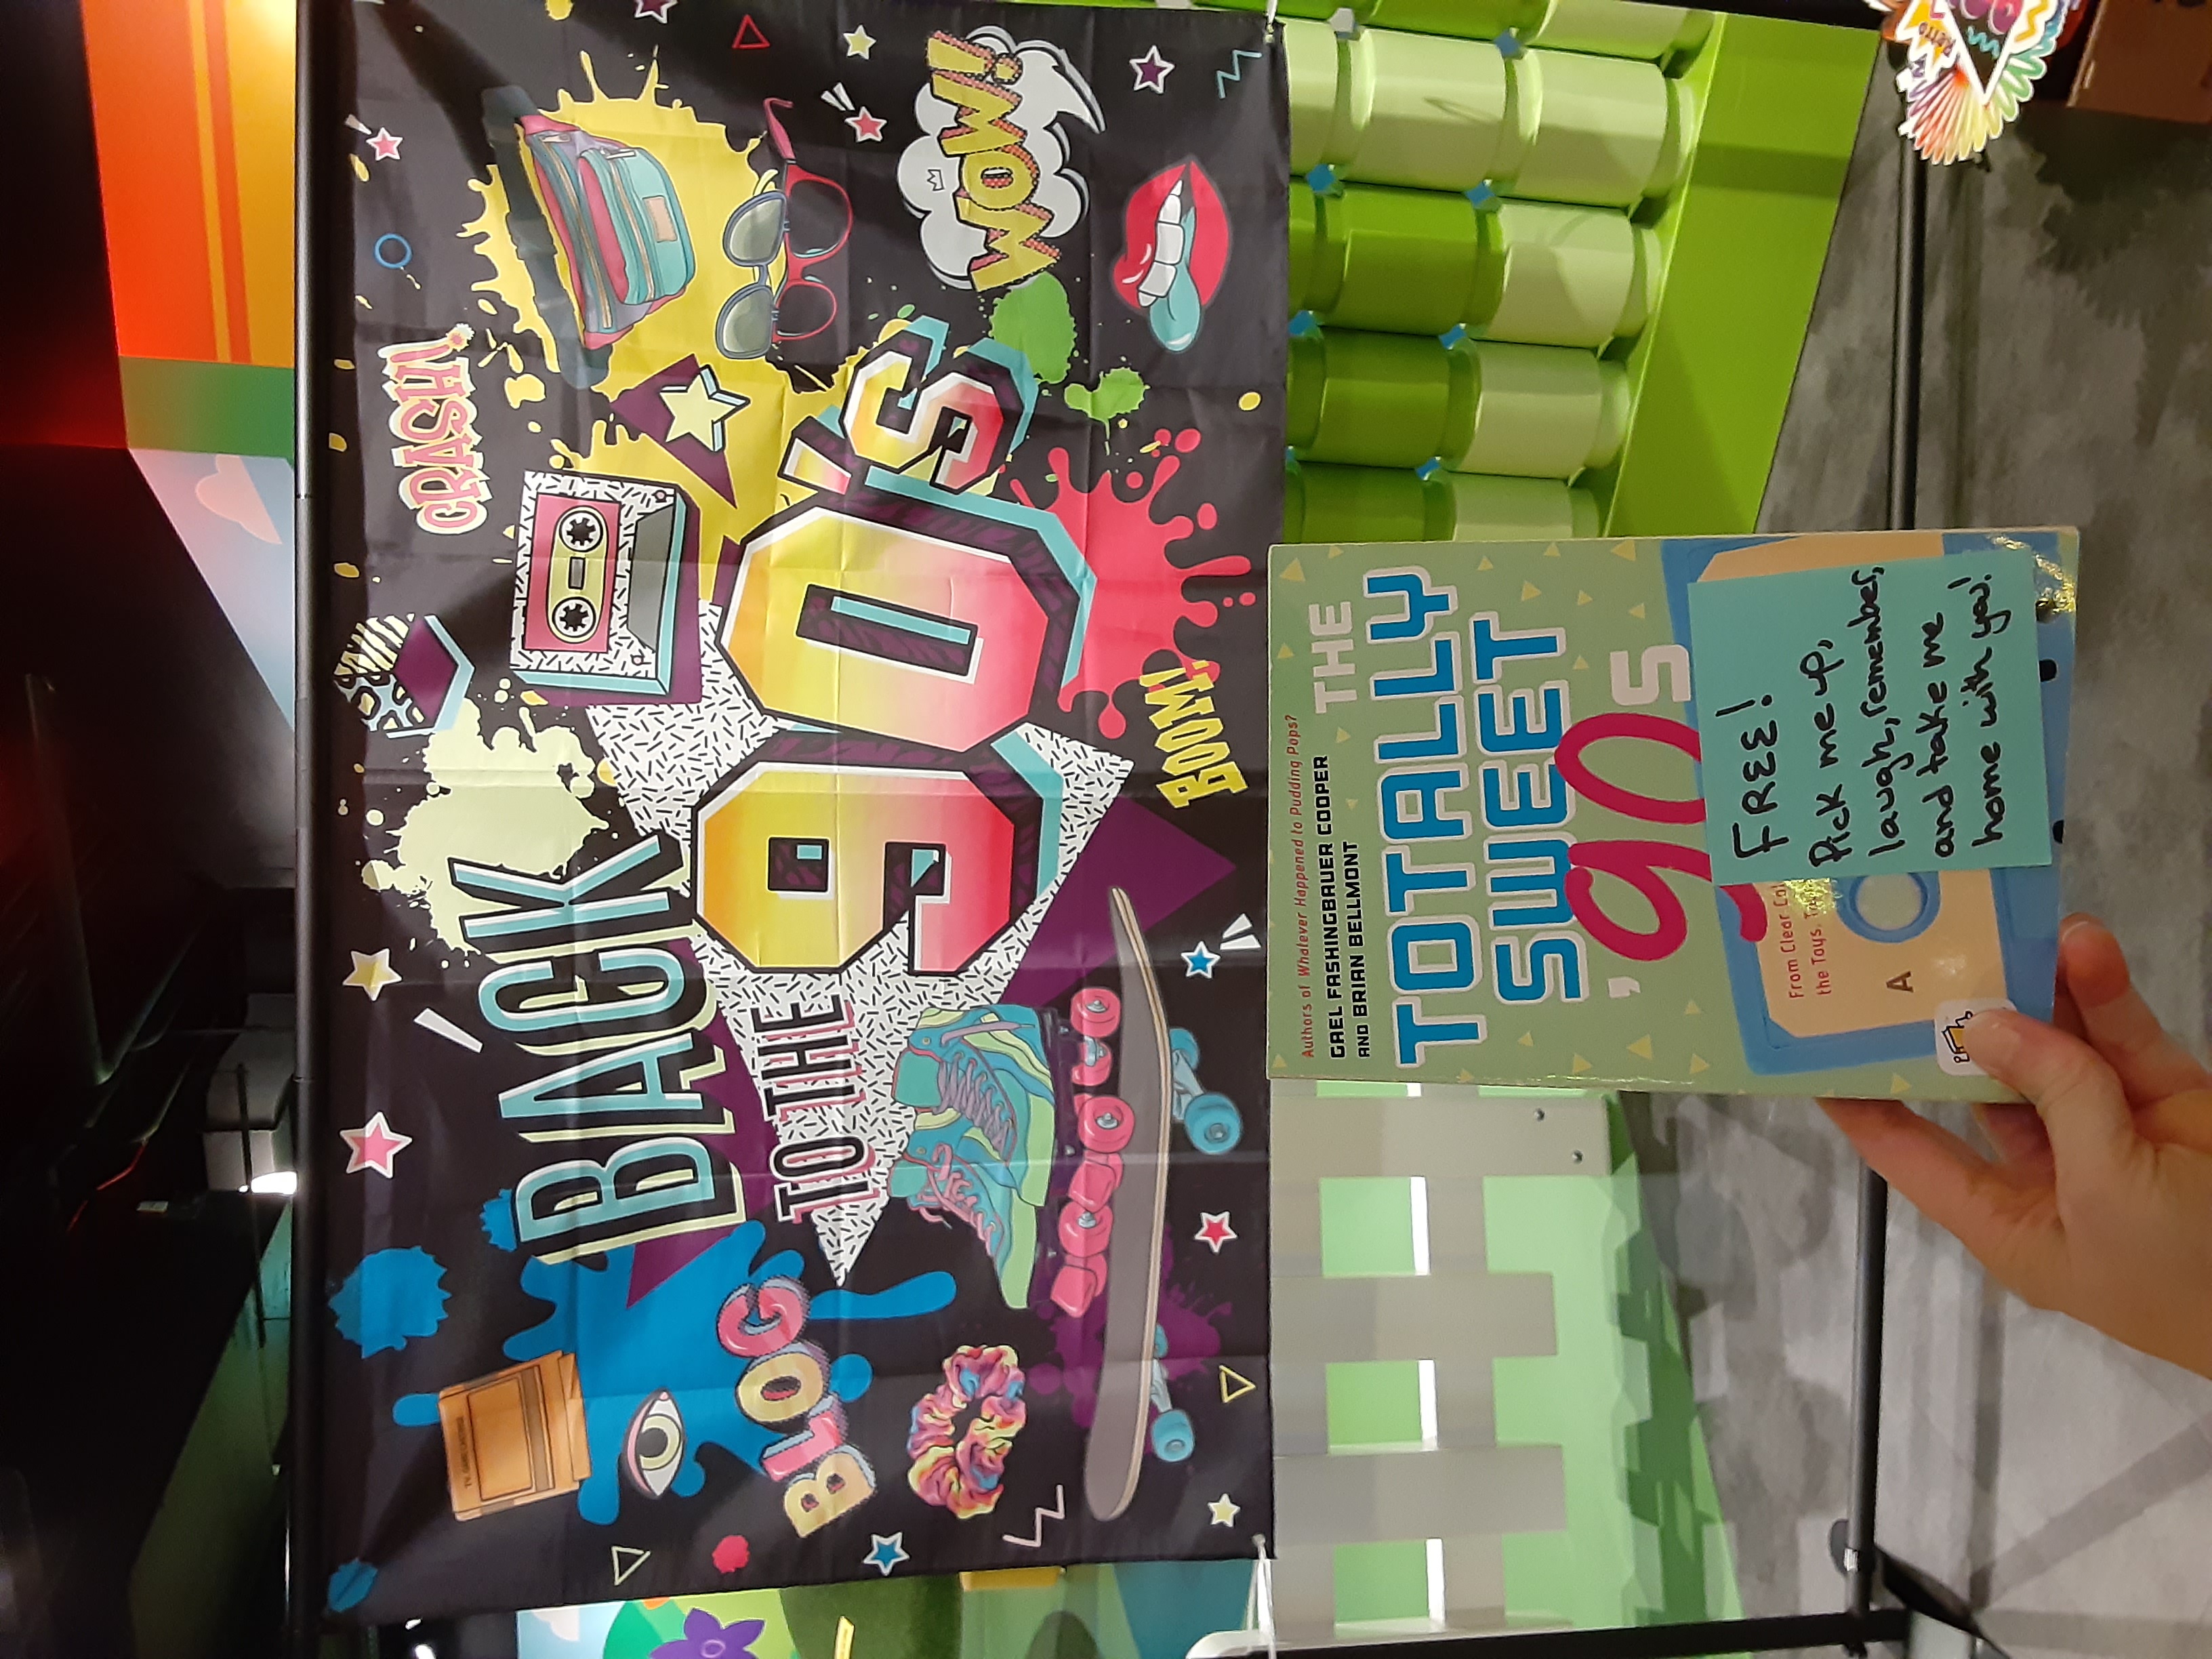 CRASH!
WOW!
BACK
TO THE
90'S
BLOC
BOOM!
Authors of Whatever Happened to Pudding Pops?
GAEL FASHINGBAUER COOPER
AND BRIAN BELLMONT
THE
TOTALLY
SWEET
'90s
From Clear
the Toys,
A
FREE!
Pick me up,
laugh, remember,
and take me
home with you!